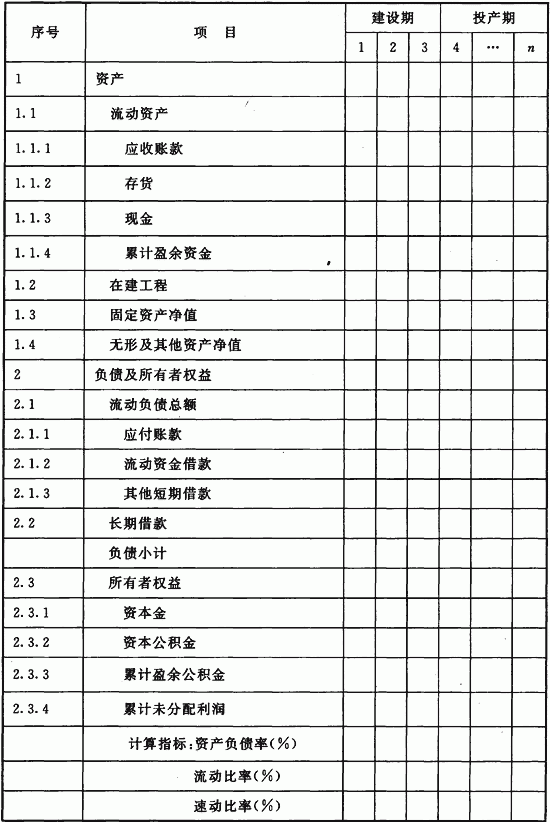 序号 项 目 建设期 投产期
1 2 3 4 … n
1 资产
1.1 流动资产
1.1.1 应收账款
1.1.2 存货
1.1.3 现金
1.1.4 累计盈余资金
1.2 在建工程
1.3 固定资产净值
1.4 无形及其他资产净值
2 负债及所有者权益
2.1 流动负债总额
2.1.1 应付账款
2.1.2 流动资金借款
2.1.3 其他短期借款
2.2 长期借款
负债小计
2.3 所有者权益
2.3.1 资本金
2.3.2 资本公积金
2.3.3 累计盈余公积金
2.3.4 累计未分配利润
计算指标:资产负债率(%)
流动比率(%)
速动比率(%)